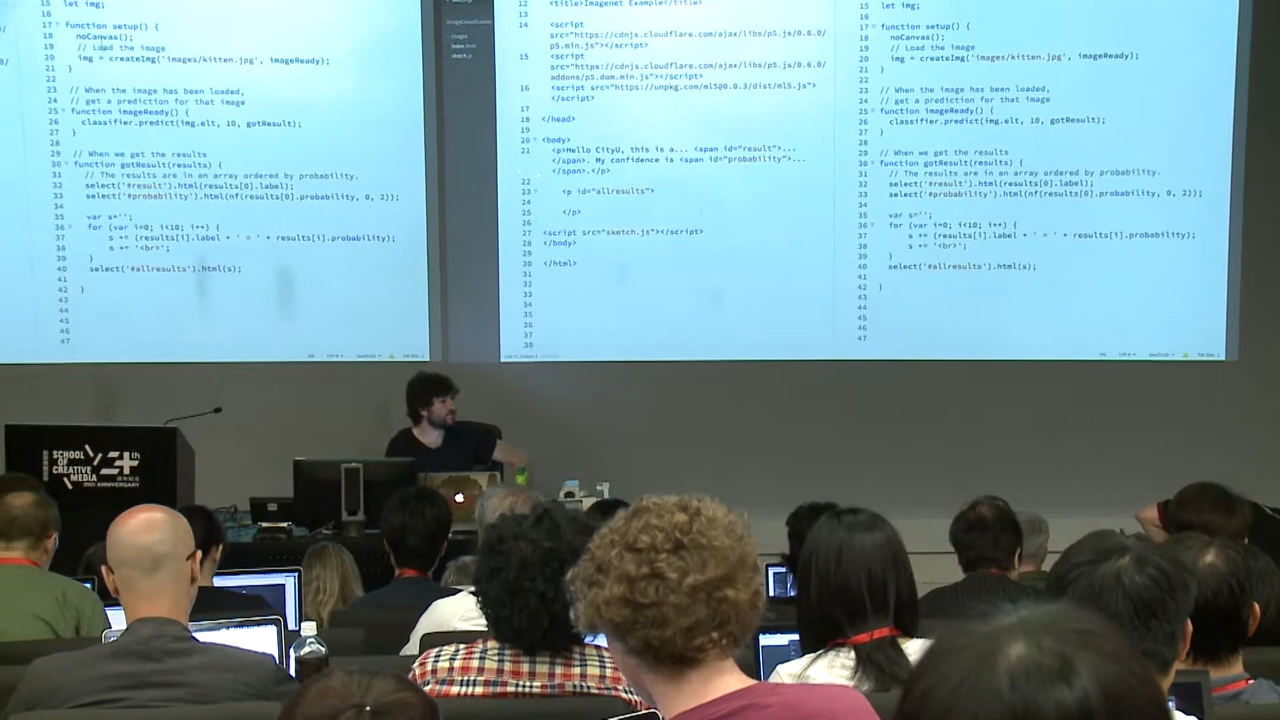 15 let img;
16
17 function setup() {
18 noCanvas();
19 // Load the image
20 img = createImg('images/kitten.jpg', imageReady);
21 }
22
23 // When the image has been loaded,
24 // get a prediction for that image
25 function imageReady() {
26 classifier.predict(img.elt, 10, gotResult);
27 }
28
29 // When we get the results
30 function gotResult(results) {
31 // The results are in an array ordered by probability.
32 select('#result').html(results[0].label);
33 select('#probability').html(nf(results[0].probability, 0, 2));
34
35 var s='';
36 for (var i=0; i<10; i++) {
37 s += (results[i].label + ' = ' + results[i].probability);
38 s += '<br>';
39 }
40 select('#allresults').html(s);
41
42 }
43
44
45
46
47
images
index.html
sketch.js
12 <title>Imagenet Example</title>
13
14 <script
src="https://cdnjs.cloudflare.com/ajax/libs/p5.js/0.6.0/
p5.min.js"></script>
15 <script
src="https://cdnjs.cloudflare.com/ajax/libs/p5.js/0.6.0/
addons/p5.dom.min.js"></script>
16 <script src="https://unpkg.com/ml5@0.0.3/dist/ml5.js">
</script>
17
18 </head>
19
20 <body>
21 <p>Hello CityU, this is a... <span id="result">...
</span>. My confidence is <span id="probability">...
</span>.</p>
22
23 <p id="allresults">
24
25 </p>
26
27 <script src="sketch.js"></script>
28 </body>
29
30 </html>
31
32
33
34
35
36
37
38
15 let img;
16
17 function setup() {
18 noCanvas();
19 // Load the image
20 img = createImg('images/kitten.jpg', imageReady);
21 }
22
23 // When the image has been loaded,
24 // get a prediction for that image
25 function imageReady() {
26 classifier.predict(img.elt, 10, gotResult);
27 }
28
29 // When we get the results
30 function gotResult(results) {
31 // The results are in an array ordered by probability.
32 select('#result').html(results[0].label);
33 select('#probability').html(nf(results[0].probability, 0, 2));
34
35 var s='';
36 for (var i=0; i<10; i++) {
37 s += (results[i].label + ' = ' + results[i].probability);
38 s += '<br>';
39 }
40 select('#allresults').html(s);
41
42 }
43
44
45
46
47
SCHOOL
OF
CREATIVE
MEDIA
th
20th ANNIVERSARY